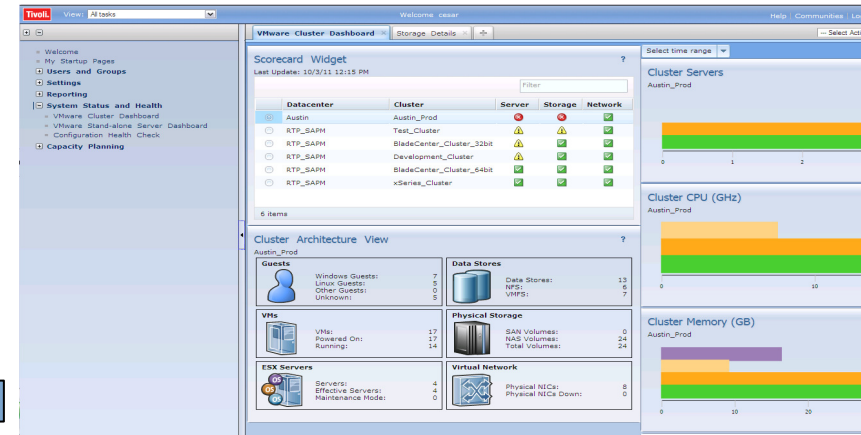 Tivoli. View: All tasks Welcome ceser Help Communities
VMware Cluster Dashboard Storage Details
Select Act
Welcome
My Startup Pages
Users and Groups
Settings
Reporting
System Status and Health
VMware Cluster Dashboard
VMware Stand-alone Server Dashboard
Configuration Health Check
Capacity Planning
Scorecard Widget ?
Last Update: 10/3/11 12:15 PM
Filter
Datacenter Cluster Server Storage Network
Austin Austin_Prod
RTP_SAPM Test_Cluster
RTP_SAPM BladeCenter_Cluster_32bit
RTP_SAPM Development_Cluster
RTP_SAPM BladeCenter_Cluster_64bit
RTP_SAPM xSeries_Cluster
6 items
Cluster Architecture View ?
Austin_Prod
Guests
Windows Guests: 7
Linux Guests: 5
Other Guests: 0
Unknown: 5
Data Stores
Data Stores: 13
NFS: 6
VMFS: 7
VMs
VMs: 17
Powered On: 17
Running: 14
Physical Storage
SAN Volumes: 0
NAS Volumes: 24
Total Volumes: 24
ESX Servers
OS
OS
OS
Servers: 4
Effective Servers: 4
Maintenance Mode: 0
Virtual Network
Physical NICs: 8
Physical NICs Down: 0
Select time range
Cluster Servers
Austin_Prod
0 1 2
Cluster CPU (GHz)
Austin_Prod
0 10
Cluster Memory (GB)
Austin_Prod
0 10 20